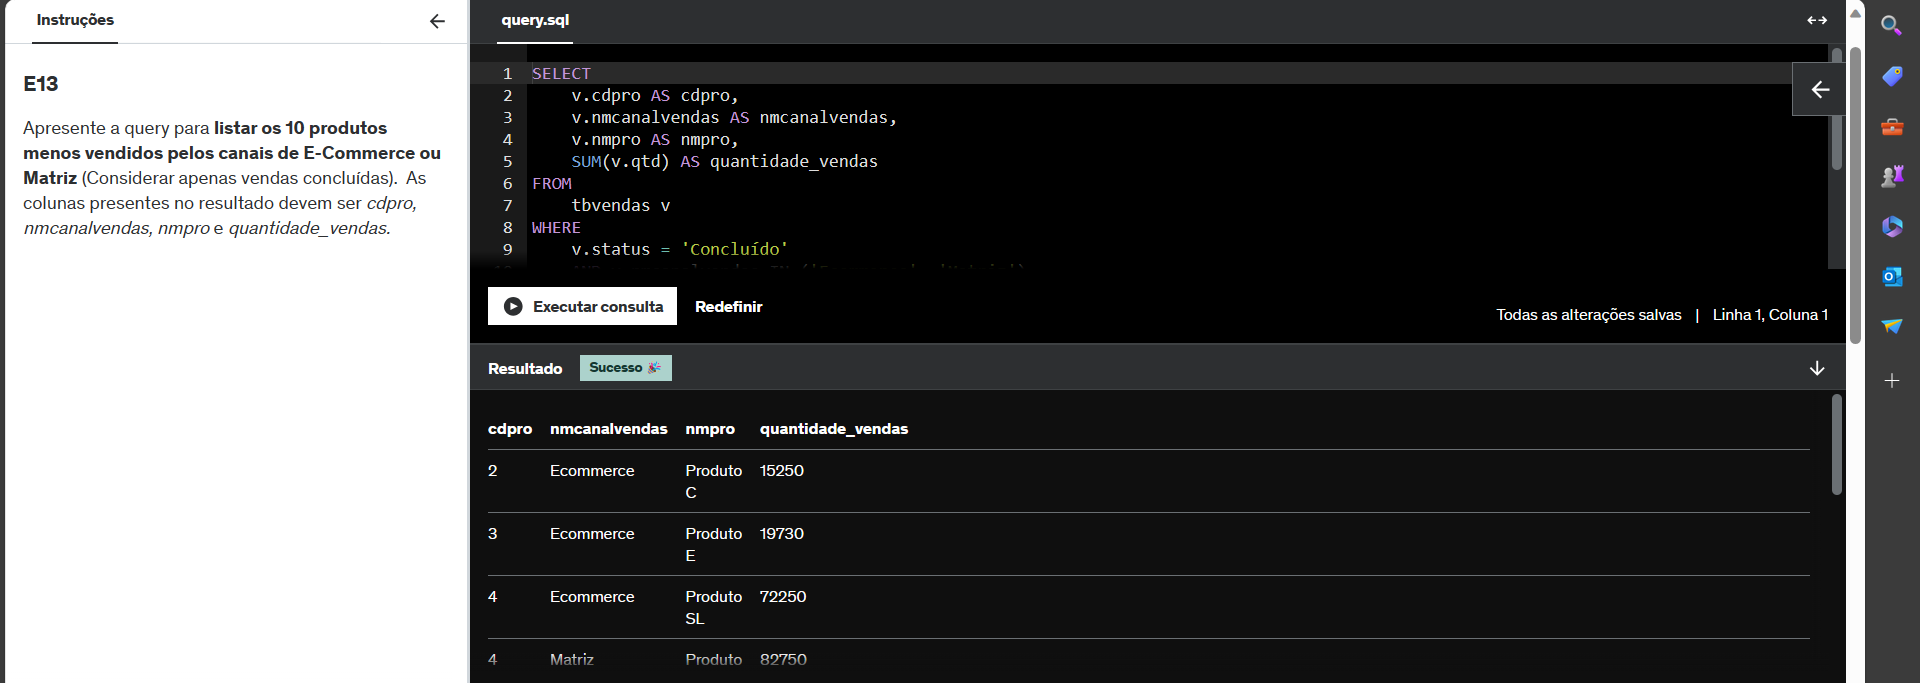 Instruções
E13
Apresente a query para listar os 10 produtos
menos vendidos pelos canais de E-Commerce ou
Matriz (Considerar apenas vendas concluídas). As
colunas presentes no resultado devem ser cdpro,
nmcanalvendas, nmpro e quantidade_vendas.
query.sql
1 SELECT
2 v.cdpro AS cdpro,
3 v.nmcanalvendas AS nmcanalvendas,
4 v.nmpro AS nmpro,
5 SUM(v.qtd) AS quantidade_vendas
6 FROM
7 tbvendas v
8 WHERE
9 v.status = 'Concluído'
Executar consulta
Redefinir
Todas as alterações salvas | Linha 1, Coluna 1
Resultado
Sucesso
cdpro nmcanalvendas nmpro quantidade_vendas
2 Ecommerce Produto 15250
C
3 Ecommerce Produto 19730
E
4 Ecommerce Produto 72250
SL
4 Matriz Produto 82750